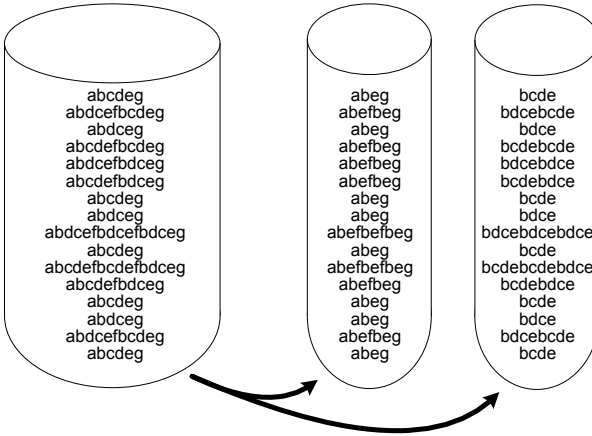 abcdeg
abdcefbcdeg
abdceg
abcdefbcdeg
abdcefbdceg
abcdefbdceg
abcdeg
abdceg
abdcefbdcefbdceg
abcdeg
abcdefbcdefbdceg
abcdefbdceg
abcdeg
abdceg
abdcefbcdeg
abcdeg
abeg
abefbeg
abeg
abefbeg
abefbeg
abefbeg
abeg
abeg
abefbefbeg
abeg
abefbefbeg
abefbeg
abeg
abeg
abefbeg
abeg
bcde
bdcebcde
bdce
bcdebcde
bdcebdce
bcdebdce
bcde
bdce
bdcebdcebdce
bcde
bcdebcdebdce
bcdebdce
bcde
bdce
bdcebcde
bcde